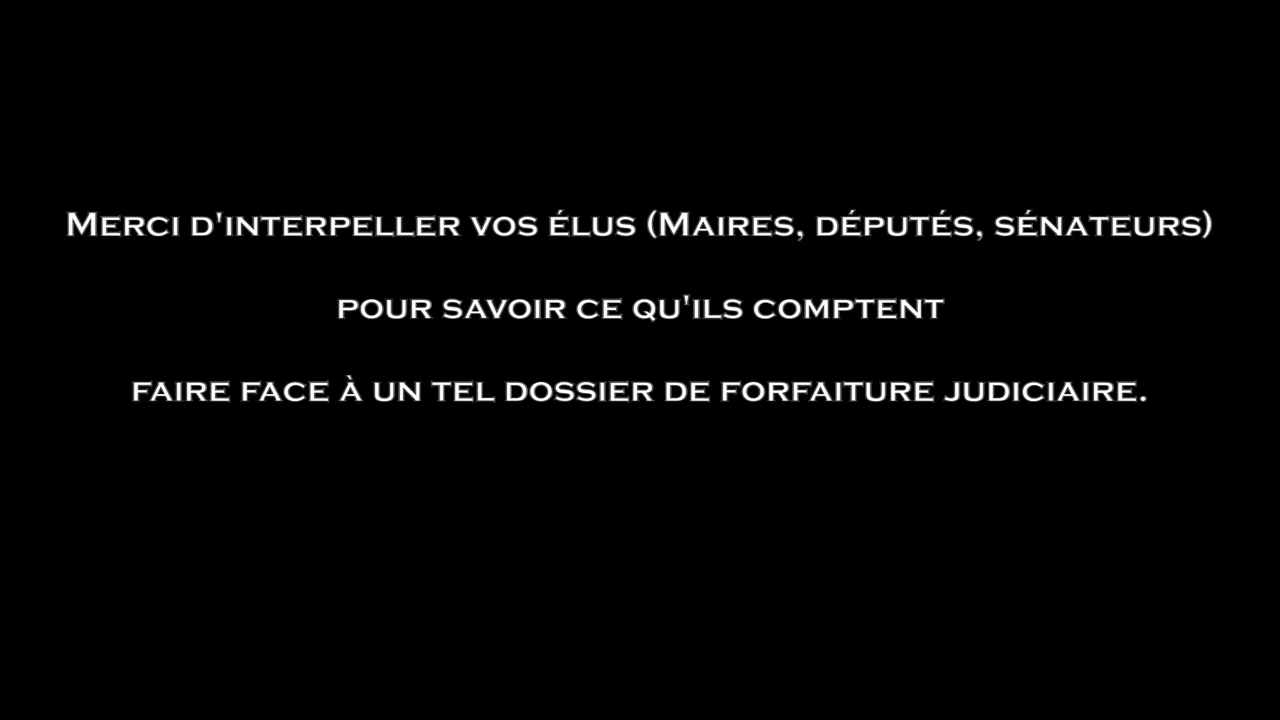 Merci d'interpeller vos élus (Maires, députés, sénateurs)
pour savoir ce qu'ils comptent
faire face à un tel dossier de forfaiture judiciaire.